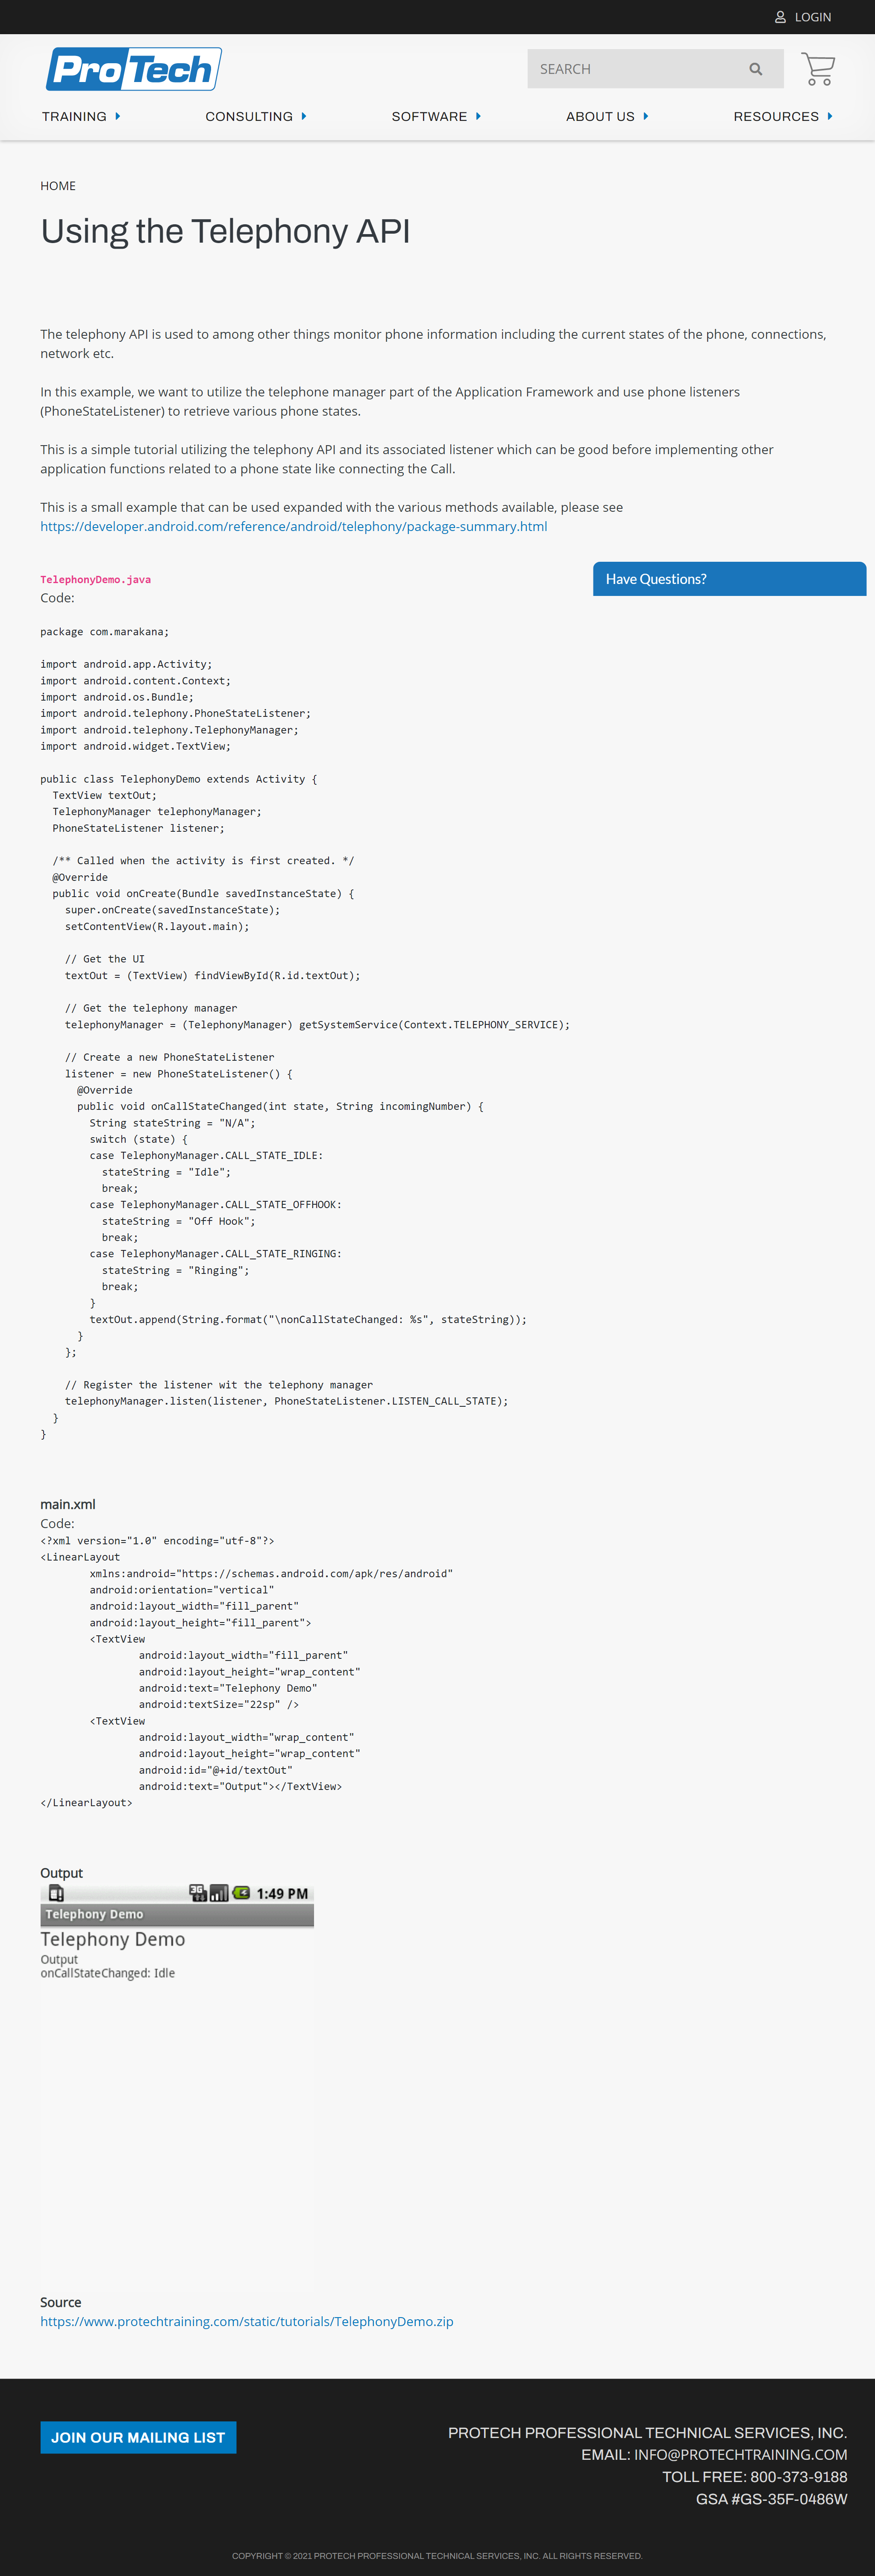 LOGIN
ProTech
SEARCH
TRAINING
CONSULTING
SOFTWARE
ABOUT US
RESOURCES
HOME
Using the Telephony API
The telephony API is used to among other things monitor phone information including the current states of the phone, connections,
network etc.
In this example, we want to utilize the telephone manager part of the Application Framework and use phone listeners
(PhoneStateListener) to retrieve various phone states.
This is a simple tutorial utilizing the telephony API and its associated listener which can be good before implementing other
application functions related to a phone state like connecting the Call.
This is a small example that can be used expanded with the various methods available, please see
https://developer.android.com/reference/android/telephony/package-summary.html
Have Questions?
TelephonyDemo.java
Code:
package com.marakana;
import android.app.Activity;
import android.content.Context;
import android.os.Bundle;
import android.telephony.PhoneStateListener;
import android.telephony.TelephonyManager;
import android.widget.TextView;
public class TelephonyDemo extends Activity {
  TextView textOut;
  TelephonyManager telephonyManager;
  PhoneStateListener listener;
  /** Called when the activity is first created. */
  @Override
  public void onCreate(Bundle savedInstanceState) {
    super.onCreate(savedInstanceState);
    setContentView(R.layout.main);
    // Get the UI
    textOut = (TextView) findViewById(R.id.textOut);
    // Get the telephony manager
    telephonyManager = (TelephonyManager) getSystemService(Context.TELEPHONY_SERVICE);
    // Create a new PhoneStateListener
    listener = new PhoneStateListener() {
      @Override
      public void onCallStateChanged(int state, String incomingNumber) {
        String stateString = "N/A";
        switch (state) {
        case TelephonyManager.CALL_STATE_IDLE:
          stateString = "Idle";
          break;
        case TelephonyManager.CALL_STATE_OFFHOOK:
          stateString = "Off Hook";
          break;
        case TelephonyManager.CALL_STATE_RINGING:
          stateString = "Ringing";
          break;
        }
        textOut.append(String.format("\nonCallStateChanged: %s", stateString));
      }
    };
    // Register the listener wit the telephony manager
    telephonyManager.listen(listener, PhoneStateListener.LISTEN_CALL_STATE);
  }
}
main.xml
Code:
<?xml version="1.0" encoding="utf-8"?>
<LinearLayout
        xmlns:android="https://schemas.android.com/apk/res/android"
        android:orientation="vertical"
        android:layout_width="fill_parent"
        android:layout_height="fill_parent">
        <TextView
                android:layout_width="fill_parent"
                android:layout_height="wrap_content"
                android:text="Telephony Demo"
                android:textSize="22sp" />
        <TextView
                android:layout_width="wrap_content"
                android:layout_height="wrap_content"
                android:id="@+id/textOut"
                android:text="Output"></TextView>
</LinearLayout>
Output
3G 1:49 PM
Telephony Demo
Telephony Demo
Output
onCallStateChanged: Idle
Source
https://www.protechtraining.com/static/tutorials/TelephonyDemo.zip
JOIN OUR MAILING LIST
PROTECH PROFESSIONAL TECHNICAL SERVICES, INC.
EMAIL: INFO@PROTECHTRAINING.COM
TOLL FREE: 800-373-9188
GSA #GS-35F-0486W
COPYRIGHT © 2021 PROTECH PROFESSIONAL TECHNICAL SERVICES, INC. ALL RIGHTS RESERVED.